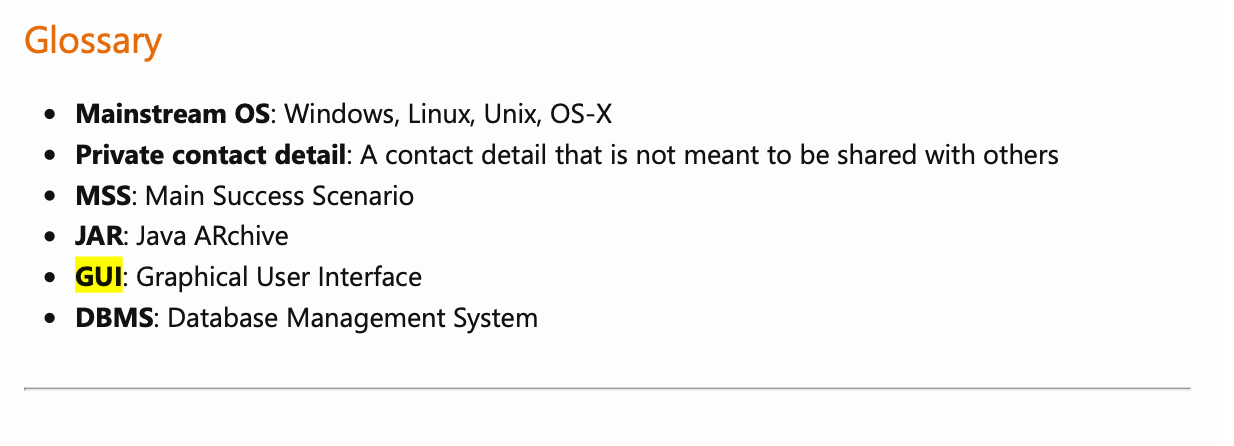 Glossary
• Mainstream OS: Windows, Linux, Unix, OS-X
• Private contact detail: A contact detail that is not meant to be shared with others
• MSS: Main Success Scenario
• JAR: Java ARchive
• GUI: Graphical User Interface
• DBMS: Database Management System